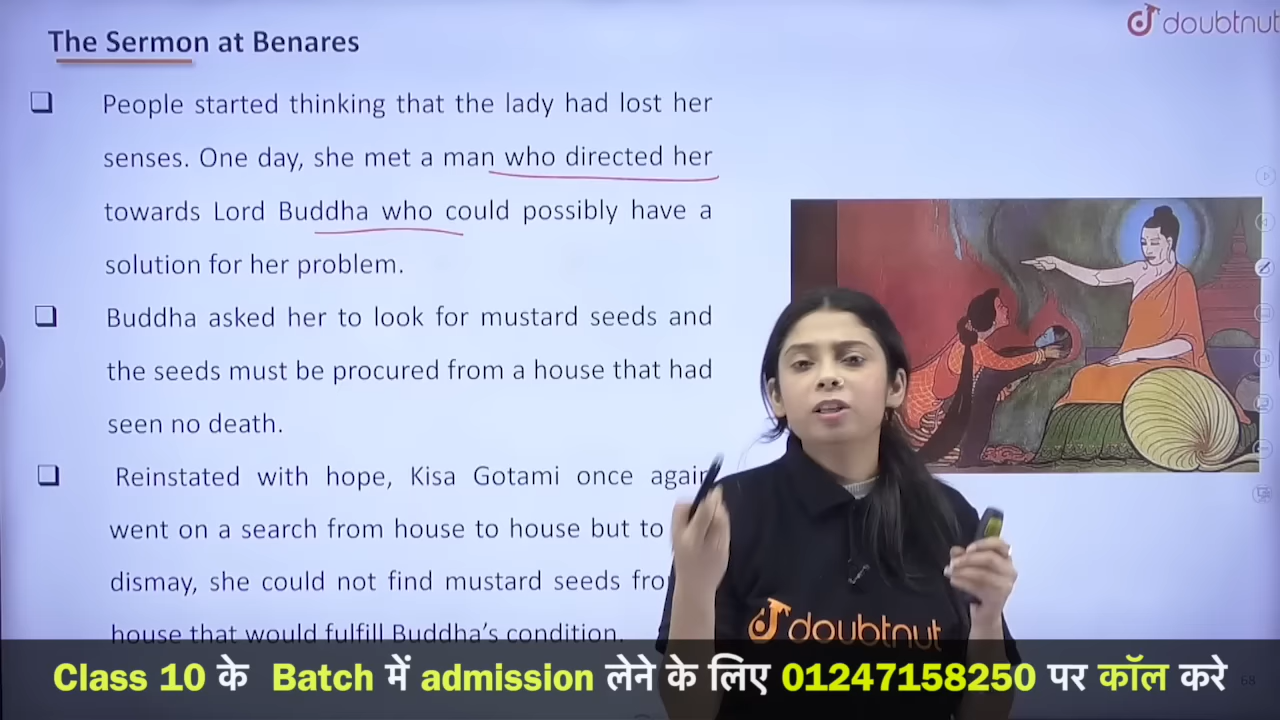 The Sermon at Benares
doubtnut
People started thinking that the lady had lost her
senses. One day, she met a man who directed her
towards Lord Buddha who could possibly have a
solution for her problem.
Buddha asked her to look for mustard seeds and
the seeds must be procured from a house that had
seen no death.
Reinstated with hope, Kisa Gotami once again
went on a search from house to house but to
dismay, she could not find mustard seeds
house that would fulfill Buddha's condition.
doubtnut
Class 10 के Batch में admission लेने के लिए 01247158250 पर कॉल करे
68